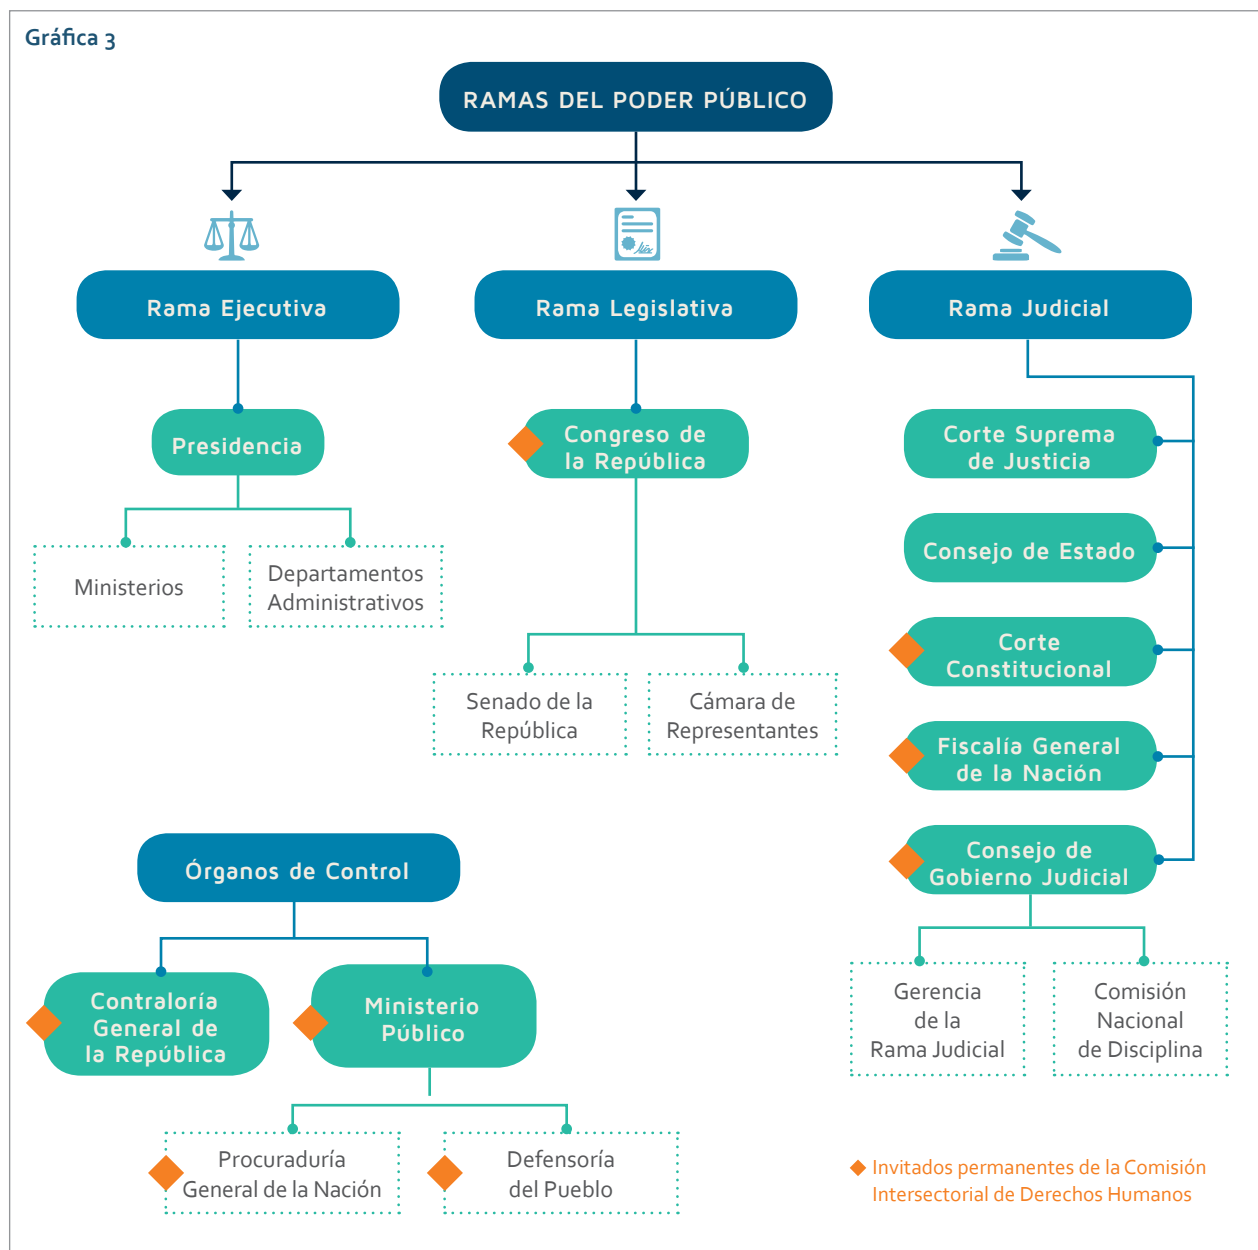 Gráfica 3
RAMAS DEL PODER PÚBLICO
Rama Ejecutiva
Rama Legislativa
Rama Judicial
Presidencia
Ministerios
Departamentos
Administrativos
Congreso de
la República
Senado de la
República
Cámara de
Representantes
Corte Suprema
de Justicia
Consejo de Estado
Corte
Constitucional
Fiscalía General
de la Nación
Consejo de
Gobierno Judicial
Gerencia
de la
Rama Judicial
Comisión
Nacional
de Disciplina
Órganos de Control
Contraloría
General de
la República
Ministerio
Público
Procuraduría
General de la Nación
Defensoría
del Pueblo
Invitados permanentes de la Comisión
Intersectorial de Derechos Humanos